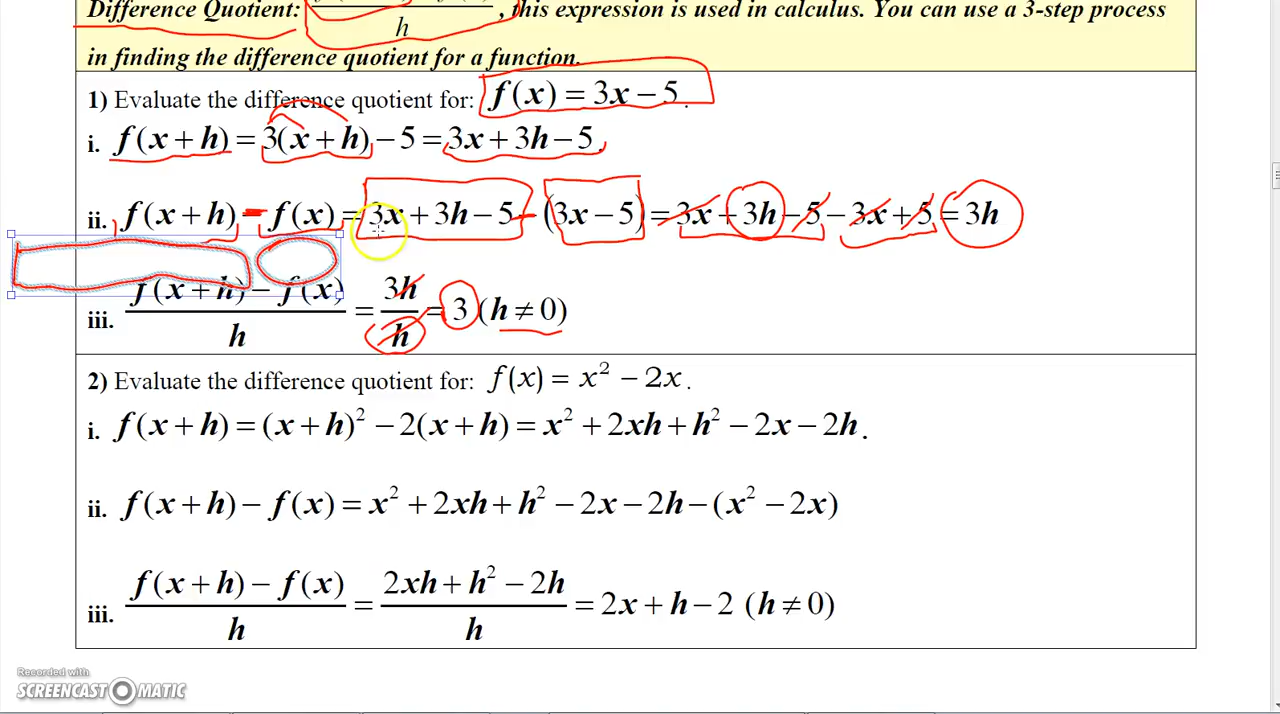 Difference Quotient: h , this expression is used in calculus. You can use a 3-step process
in finding the difference quotient for a function.
1) Evaluate the difference quotient for: f(x) = 3x − 5.
i. f(x + h) = 3(x + h) − 5 = 3x + 3h − 5.
ii. f(x + h) − f(x) = 3x + 3h − 5 − (3x − 5) = 3x + 3h − 5 − 3x + 5 = 3h
iii. f(x + h) − f(x) / h = 3h / h = 3 (h ≠ 0)
2) Evaluate the difference quotient for: f(x) = x² − 2x.
i. f(x + h) = (x + h)² − 2(x + h) = x² + 2xh + h² − 2x − 2h.
ii. f(x + h) − f(x) = x² + 2xh + h² − 2x − 2h − (x² − 2x)
iii. f(x + h) − f(x) / h = 2xh + h² − 2h / h = 2x + h − 2 (h ≠ 0)
Recorded with
SCREENCAST-O-MATIC